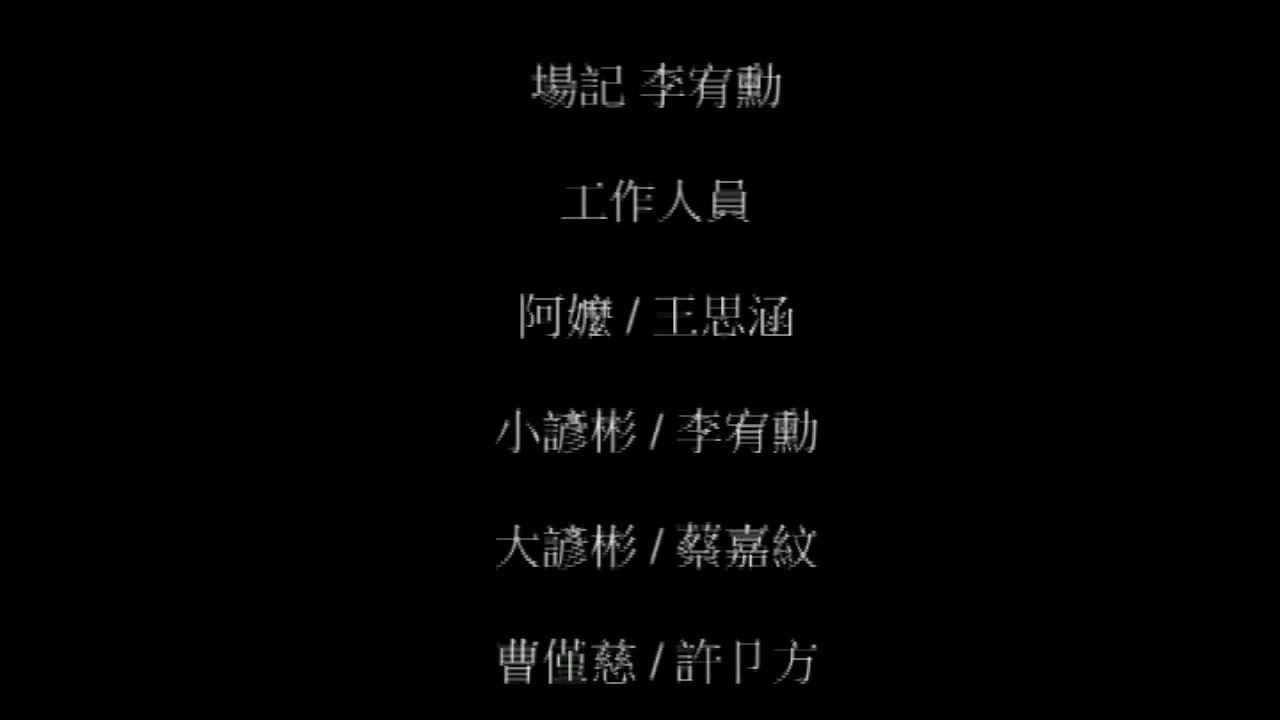 場記 李宥勳
工作人員
阿嬤 / 王思涵
小諺彬 / 李宥勳
大諺彬 / 蔡嘉紋
曹僅慈 / 許卩方